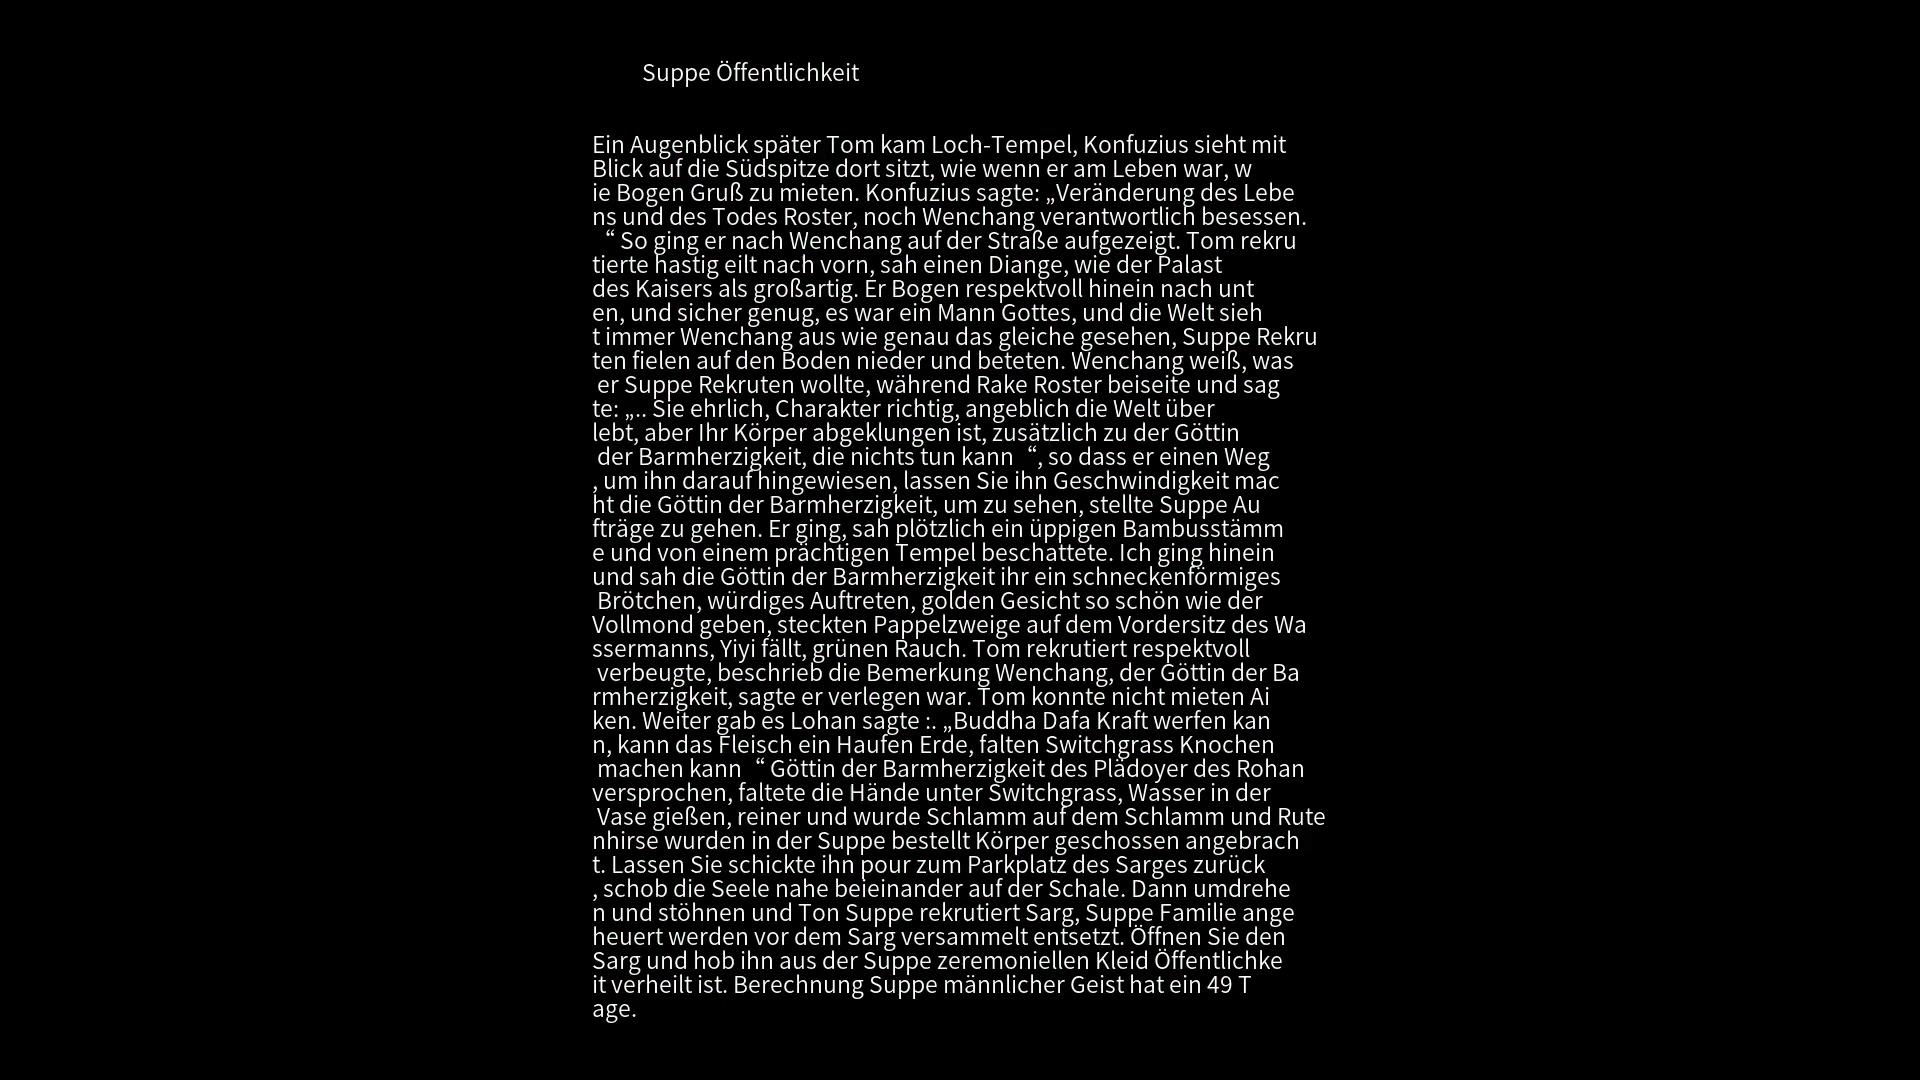 Suppe Öffentlichkeit
Ein Augenblick später Tom kam Loch-Tempel, Konfuzius sieht mit
Blick auf die Südspitze dort sitzt, wie wenn er am Leben war, w
ie Bogen Gruß zu mieten. Konfuzius sagte: „Veränderung des Lebe
ns und des Todes Roster, noch Wenchang verantwortlich besessen.
“ So ging er nach Wenchang auf der Straße aufgezeigt. Tom rekru
tierte hastig eilt nach vorn, sah einen Diange, wie der Palast
des Kaisers als großartig. Er Bogen respektvoll hinein nach unt
en, und sicher genug, es war ein Mann Gottes, und die Welt sieh
t immer Wenchang aus wie genau das gleiche gesehen, Suppe Rekru
ten fielen auf den Boden nieder und beteten. Wenchang weiß, was
er Suppe Rekruten wollte, während Rake Roster beiseite und sag
te: „.. Sie ehrlich, Charakter richtig, angeblich die Welt über
lebt, aber Ihr Körper abgeklungen ist, zusätzlich zu der Göttin
der Barmherzigkeit, die nichts tun kann “, so dass er einen Weg
, um ihn darauf hingewiesen, lassen Sie ihn Geschwindigkeit mac
ht die Göttin der Barmherzigkeit, um zu sehen, stellte Suppe Au
fträge zu gehen. Er ging, sah plötzlich ein üppigen Bambusstämm
e und von einem prächtigen Tempel beschattete. Ich ging hinein
und sah die Göttin der Barmherzigkeit ihr ein schneckenförmiges
Brötchen, würdiges Auftreten, golden Gesicht so schön wie der
Vollmond geben, steckten Pappelzweige auf dem Vordersitz des Wa
ssermanns, Yiyi fällt, grünen Rauch. Tom rekrutiert respektvoll
verbeugte, beschrieb die Bemerkung Wenchang, der Göttin der Ba
rmherzigkeit, sagte er verlegen war. Tom konnte nicht mieten Ai
ken. Weiter gab es Lohan sagte :. „Buddha Dafa Kraft werfen kan
n, kann das Fleisch ein Haufen Erde, falten Switchgrass Knochen
machen kann “ Göttin der Barmherzigkeit des Plädoyer des Rohan
versprochen, faltete die Hände unter Switchgrass, Wasser in der
Vase gießen, reiner und wurde Schlamm auf dem Schlamm und Rute
nhirse wurden in der Suppe bestellt Körper geschossen angebrach
t. Lassen Sie schickte ihn pour zum Parkplatz des Sarges zurück
, schob die Seele nahe beieinander auf der Schale. Dann umdrehe
n und stöhnen und Ton Suppe rekrutiert Sarg, Suppe Familie ange
heuert werden vor dem Sarg versammelt entsetzt. Öffnen Sie den
Sarg und hob ihn aus der Suppe zeremoniellen Kleid Öffentlichke
it verheilt ist. Berechnung Suppe männlicher Geist hat ein 49 T
age.